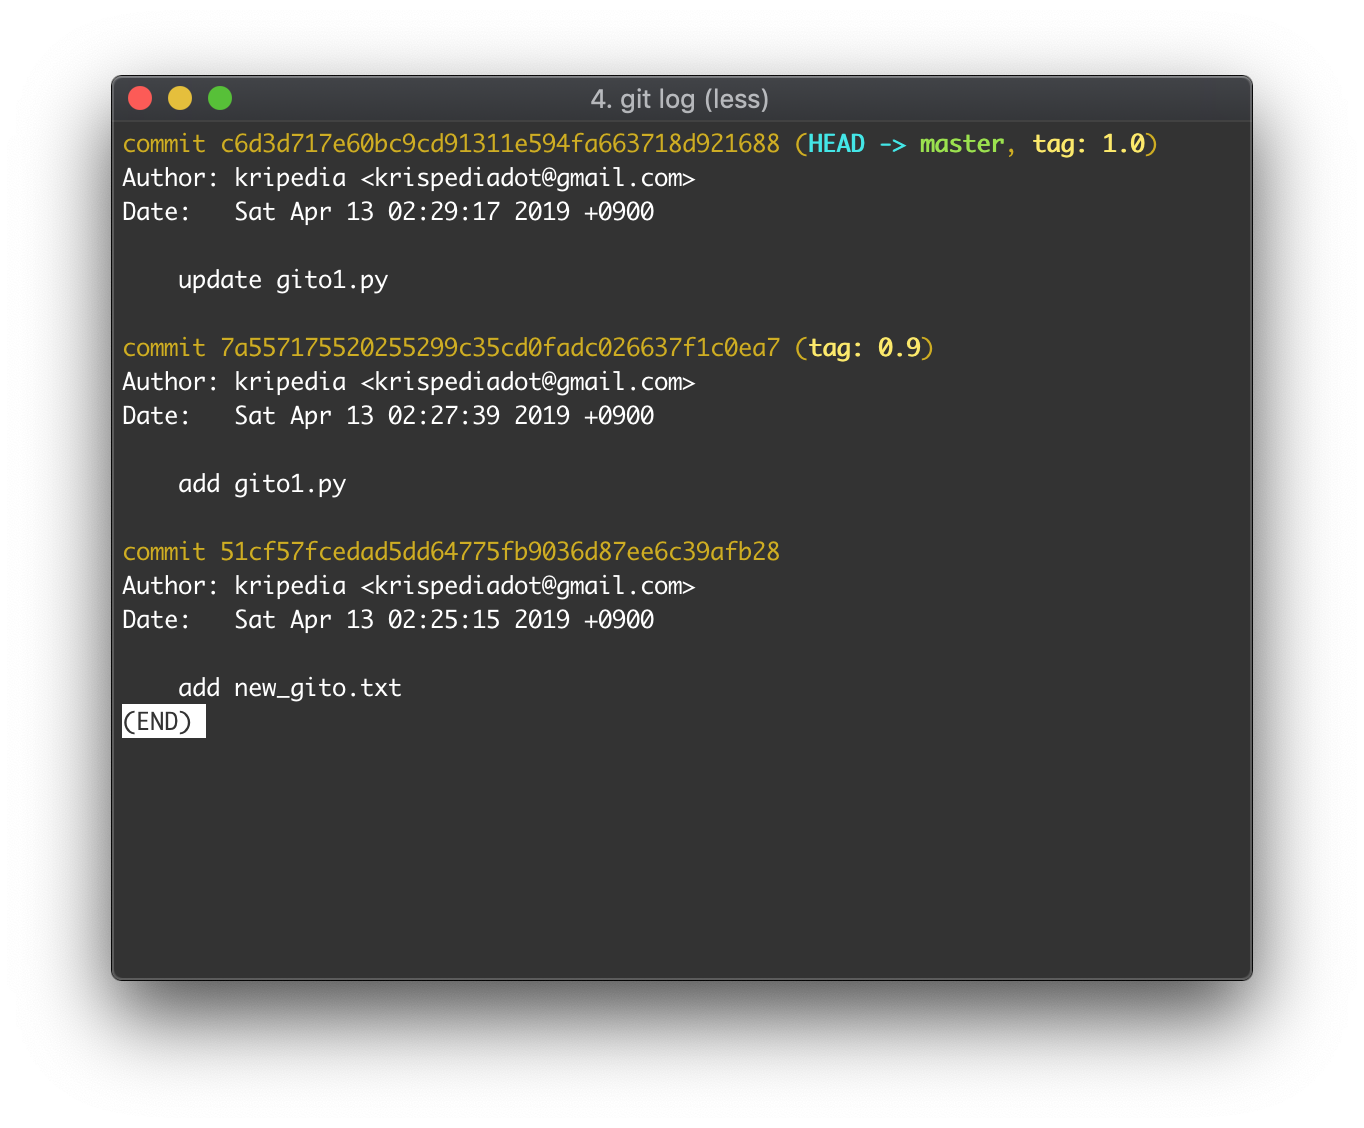 4. git log (less)
commit c6d3d717e60bc9cd91311e594fa663718d921688 (HEAD -> master, tag: 1.0)
Author: kripedia <krispediadot@gmail.com>
Date:   Sat Apr 13 02:29:17 2019 +0900
    update gito1.py
commit 7a557175520255299c35cd0fadc026637f1c0ea7 (tag: 0.9)
Author: kripedia <krispediadot@gmail.com>
Date:   Sat Apr 13 02:27:39 2019 +0900
    add gito1.py
commit 51cf57fcedad5dd64775fb9036d87ee6c39afb28
Author: kripedia <krispediadot@gmail.com>
Date:   Sat Apr 13 02:25:15 2019 +0900
    add new_gito.txt
(END)